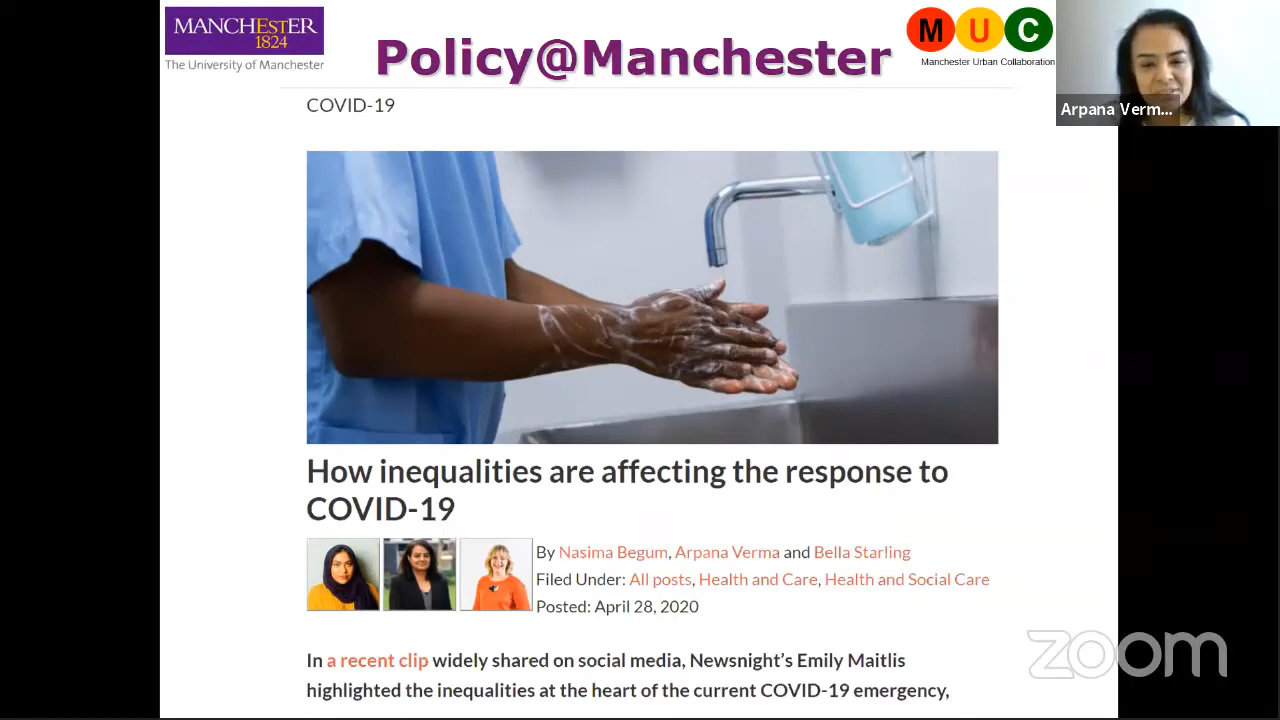 MANCHESTER
1824
The University of Manchester
Policy@Manchester
M U C
Manchester Urban Collaboration
Arpana Verm...
COVID-19
How inequalities are affecting the response to
COVID-19
By Nasima Begum, Arpana Verma and Bella Starling
Filed Under: All posts, Health and Care, Health and Social Care
Posted: April 28, 2020
In a recent clip widely shared on social media, Newsnight’s Emily Maitlis
highlighted the inequalities at the heart of the current COVID-19 emergency,
zoom